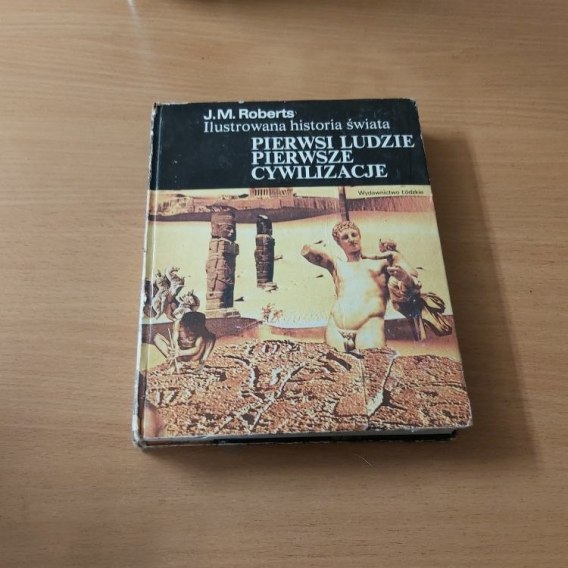 J.M. Roberts
Ilustrowana historia świata
PIERWSI LUDZIE
PIERWSZE
CYWILIZACJE
Wydawnictwo Łódzkie